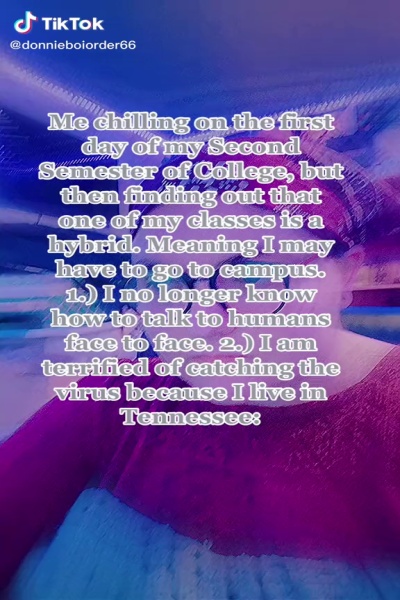 TikTok
@donnieboiorder66
Me chilling on the first
day of my Second
Semester of College, but
then finding out that
one of my classes is a
hybrid. Meaning I may
have to go to campus.
1.) I no longer know
how to talk to humans
face to face. 2.) I am
terrified of catching the
virus because I live in
Tennessee: